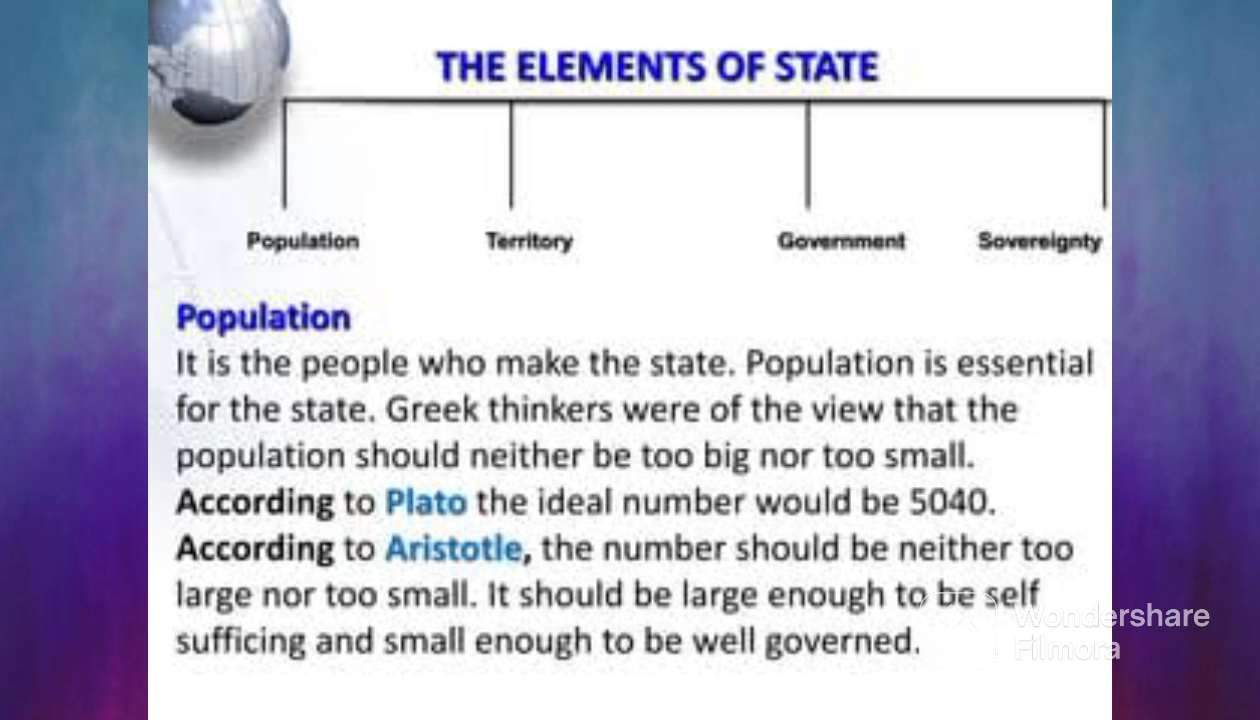 THE ELEMENTS OF STATE
Population Territory Government Sovereignty
Population
It is the people who make the state. Population is essential
for the state. Greek thinkers were of the view that the
population should neither be too big nor too small.
According to Plato the ideal number would be 5040.
According to Aristotle, the number should be neither too
large nor too small. It should be large enough to be self
sufficing and small enough to be well governed.
Wondershare
Filmora